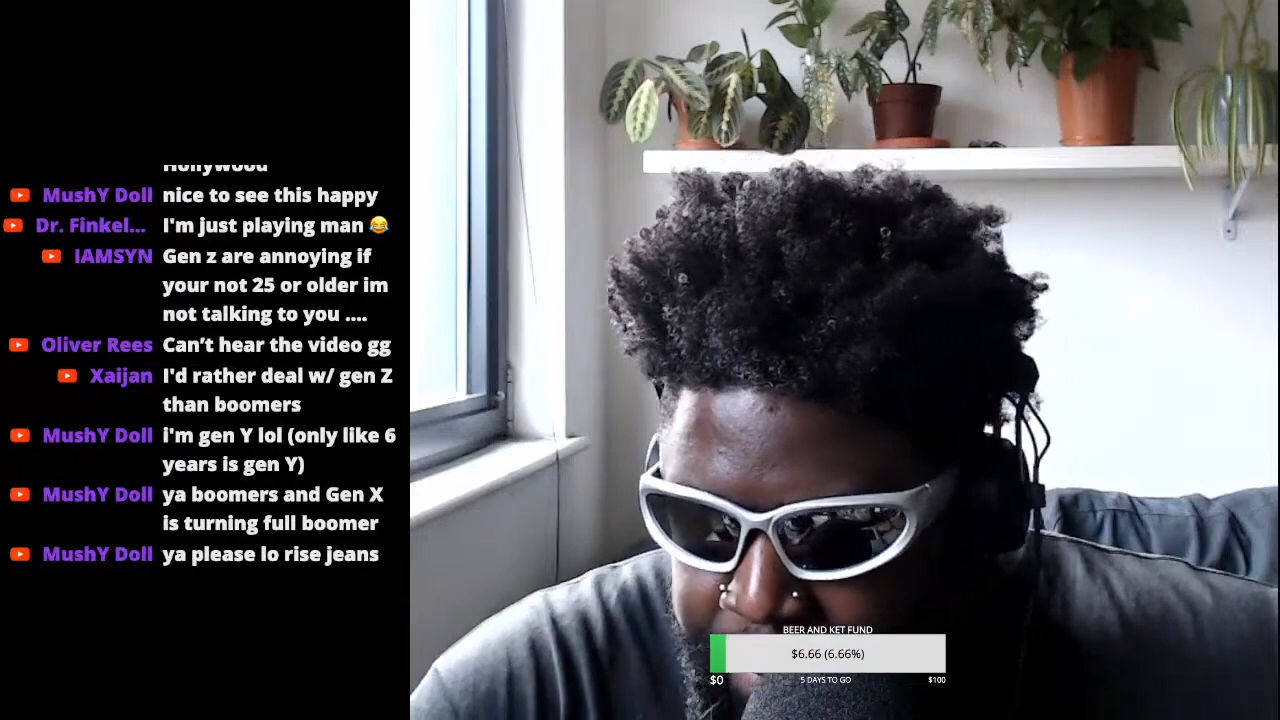 Hollywood
MushY Doll nice to see this happy
Dr. Finkel... I'm just playing man 😂
IAMSYN Gen z are annoying if
your not 25 or older im
not talking to you ....
Oliver Rees Can’t hear the video gg
Xaijan I'd rather deal w/ gen Z
than boomers
MushY Doll i'm gen Y lol (only like 6
years is gen Y)
MushY Doll ya boomers and Gen X
is turning full boomer
MushY Doll ya please lo rise jeans
BEER AND KET FUND
$6.66 (6.66%)
$0 5 DAYS TO GO $100